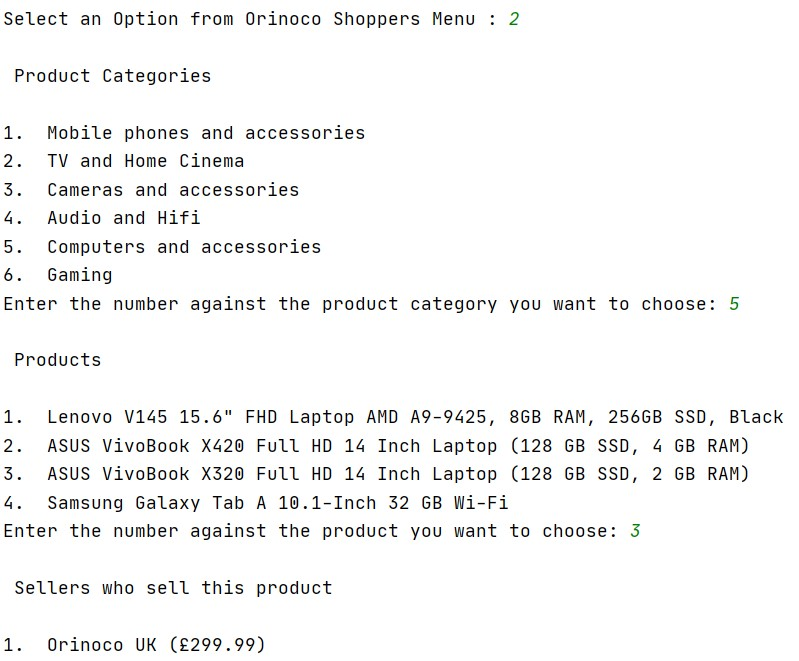 Select an Option from Orinoco Shoppers Menu : 2
Product Categories
1.  Mobile phones and accessories
2.  TV and Home Cinema
3.  Cameras and accessories
4.  Audio and Hifi
5.  Computers and accessories
6.  Gaming
Enter the number against the product category you want to choose: 5
Products
1.  Lenovo V145 15.6" FHD Laptop AMD A9-9425, 8GB RAM, 256GB SSD, Black
2.  ASUS VivoBook X420 Full HD 14 Inch Laptop (128 GB SSD, 4 GB RAM)
3.  ASUS VivoBook X320 Full HD 14 Inch Laptop (128 GB SSD, 2 GB RAM)
4.  Samsung Galaxy Tab A 10.1-Inch 32 GB Wi-Fi
Enter the number against the product you want to choose: 3
Sellers who sell this product
1.  Orinoco UK (£299.99)